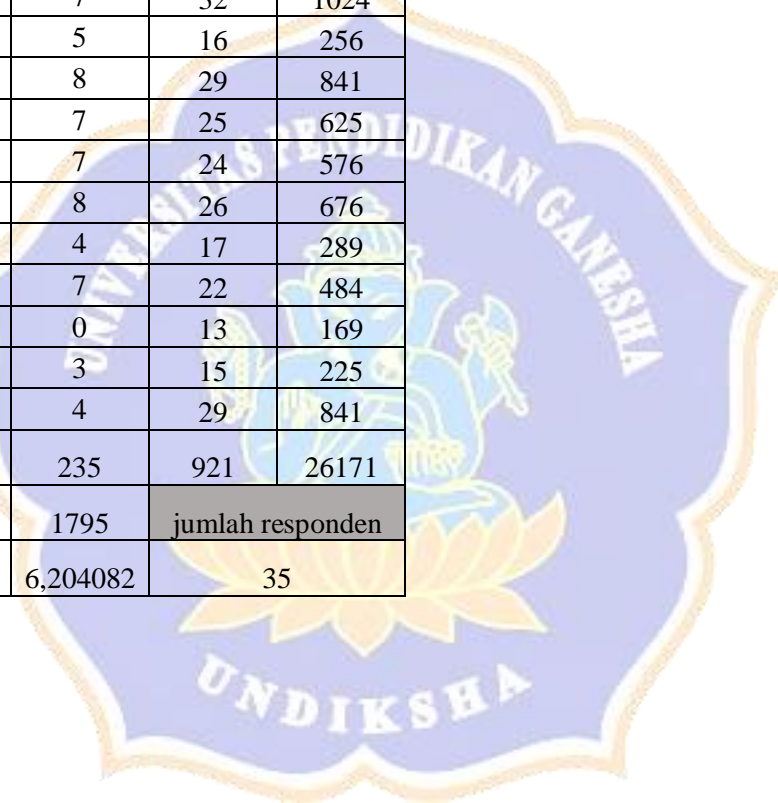 7 32 1024
5 16 256
8 29 841
7 25 625
7 24 576
8 26 676
4 17 289
7 22 484
0 13 169
3 15 225
4 29 841
235 921 26171
1795 jumlah responden
6,204082 35
UNIVERSITAS PENDIDIKAN GANESHA
UNDIKSHA